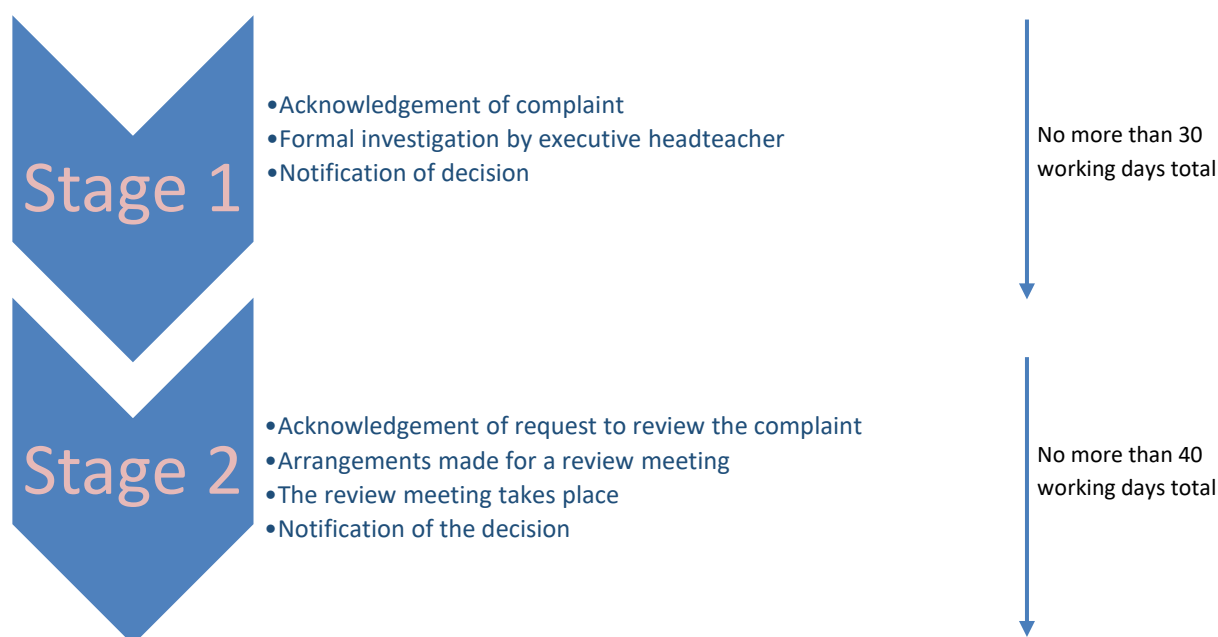 Stage 1
•Acknowledgement of complaint
•Formal investigation by executive headteacher
•Notification of decision
No more than 30
working days total
Stage 2
•Acknowledgement of request to review the complaint
•Arrangements made for a review meeting
•The review meeting takes place
•Notification of the decision
No more than 40
working days total